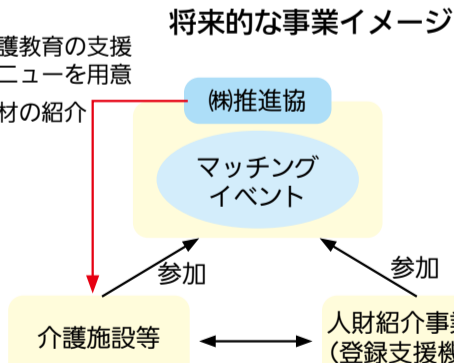 将来的な事業イメージ
護教育の支援
ニューを用意
材の紹介
㈱推進協
マッチング
イベント
参加
参加
介護施設等
人財紹介事業
(登録支援機